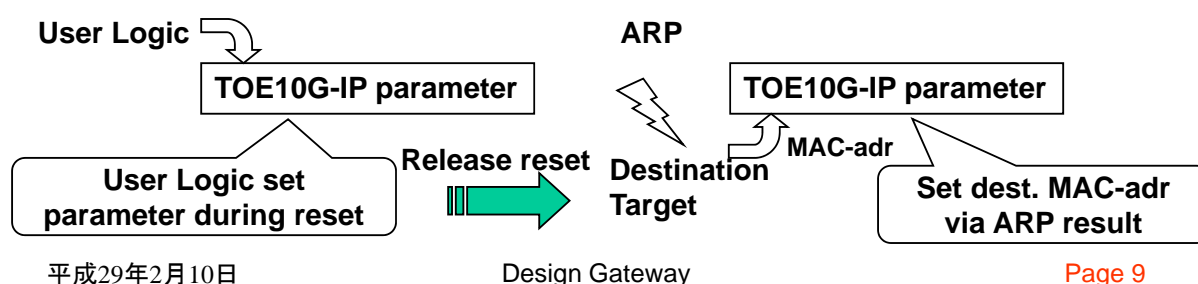 User Logic
TOE10G-IP parameter
User Logic set
parameter during reset
Release reset
ARP
Destination
Target
MAC-adr
TOE10G-IP parameter
Set dest. MAC-adr
via ARP result
平成29年2月10日
Design Gateway
Page 9